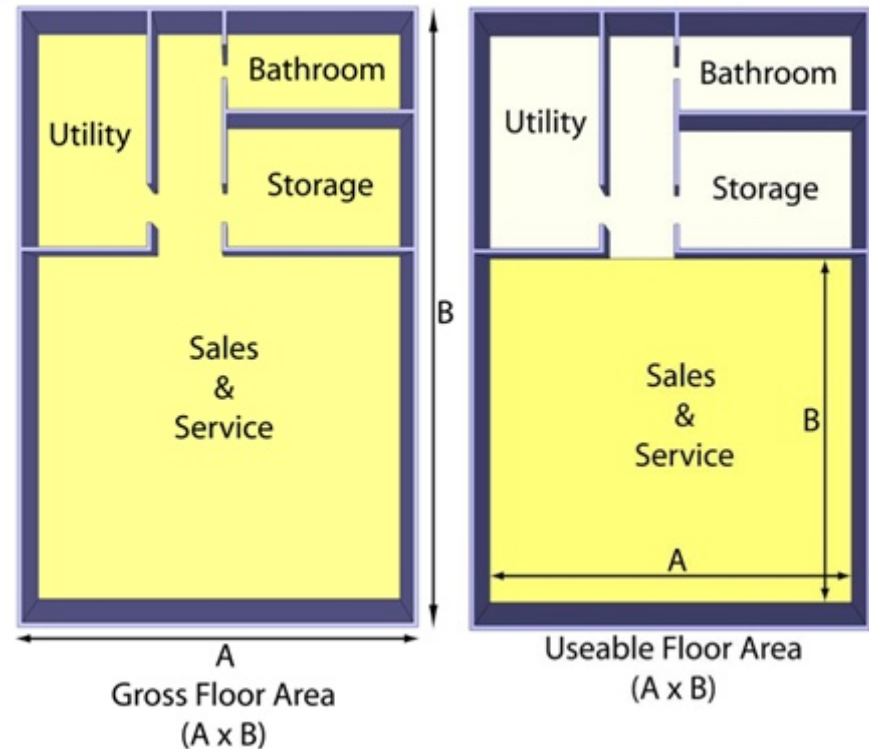 Bathroom
Utility
Storage
Sales
&
Service
B
A
Gross Floor Area
(A x B)
Bathroom
Utility
Storage
Sales
&
Service
B
A
Useable Floor Area
(A x B)